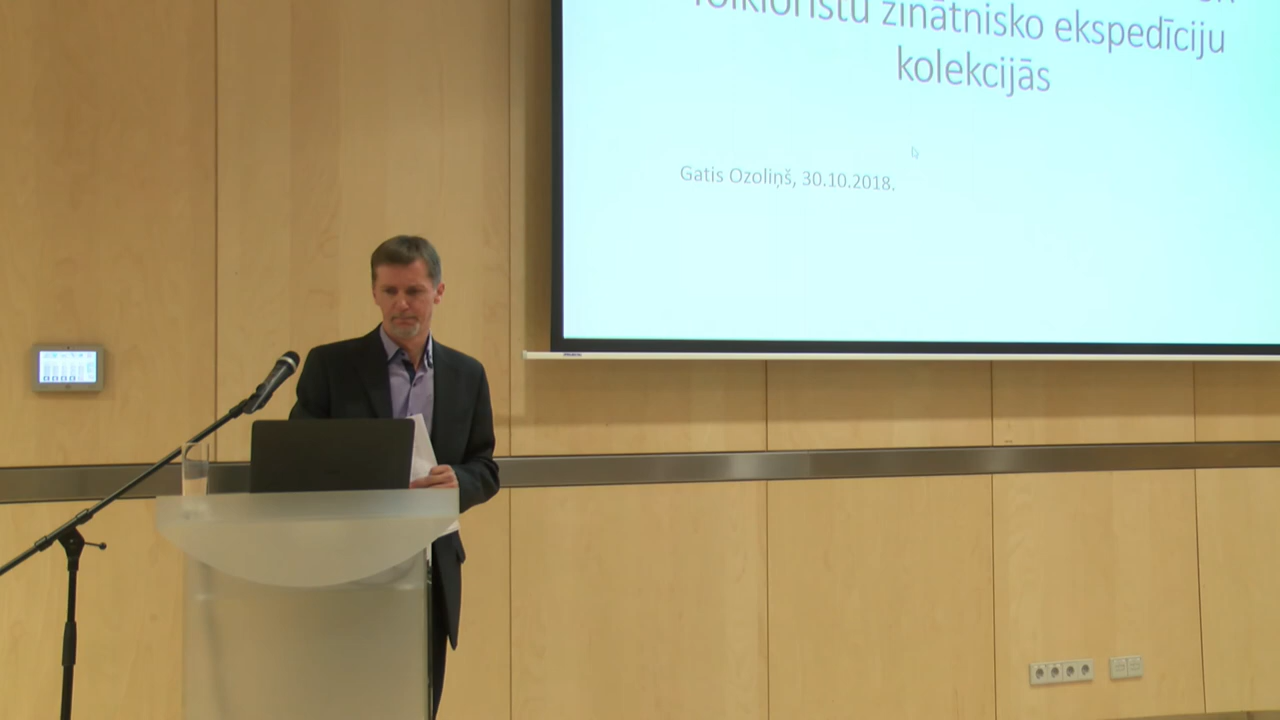 folkloristu zinātnisko ekspedīciju
kolekcijās
Gatis Ozoliņš, 30.10.2018.